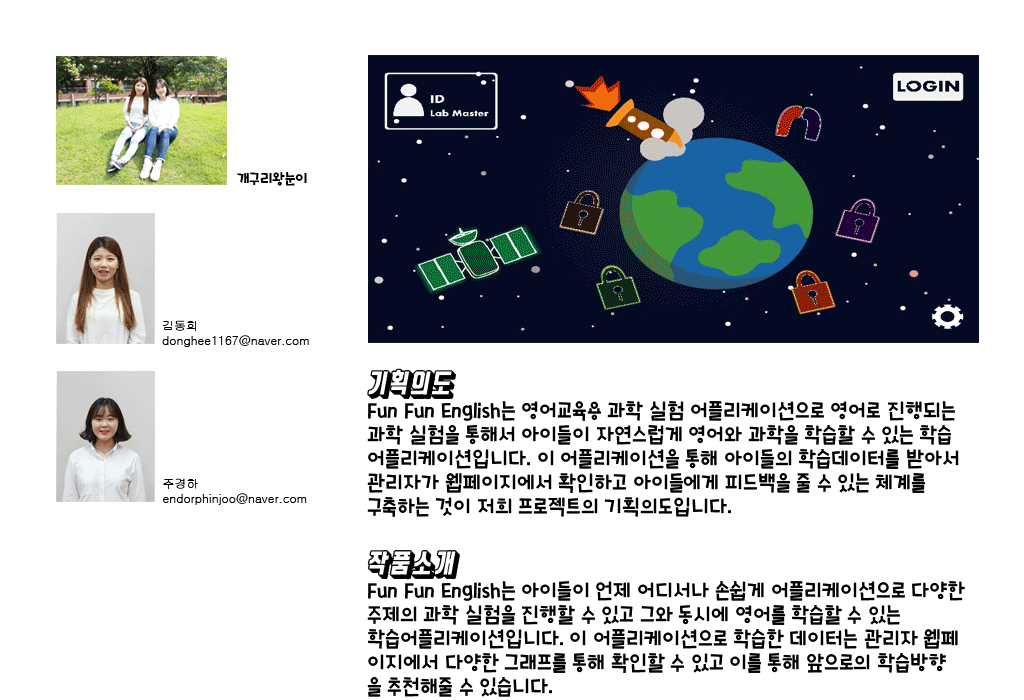 개구리왕눈이
김동희
donghee1167@naver.com
주경하
endorphinjoo@naver.com
ID
Lab Master
LOGIN
기획의도
Fun Fun English는 영어교육용 과학 실험 어플리케이션으로 영어로 진행되는
과학 실험을 통해서 아이들이 자연스럽게 영어와 과학을 학습할 수 있는 학습
어플리케이션입니다. 이 어플리케이션을 통해 아이들의 학습데이터를 받아서
관리자가 웹페이지에서 확인하고 아이들에게 피드백을 줄 수 있는 체계를
구축하는 것이 저희 프로젝트의 기획의도입니다.
작품소개
Fun Fun English는 아이들이 언제 어디서나 손쉽게 어플리케이션으로 다양한
주제의 과학 실험을 진행할 수 있고 그와 동시에 영어를 학습할 수 있는
학습어플리케이션입니다. 이 어플리케이션으로 학습한 데이터는 관리자 웹페
이지에서 다양한 그래프를 통해 확인할 수 있고 이를 통해 앞으로의 학습방향
을 추천해줄 수 있습니다.